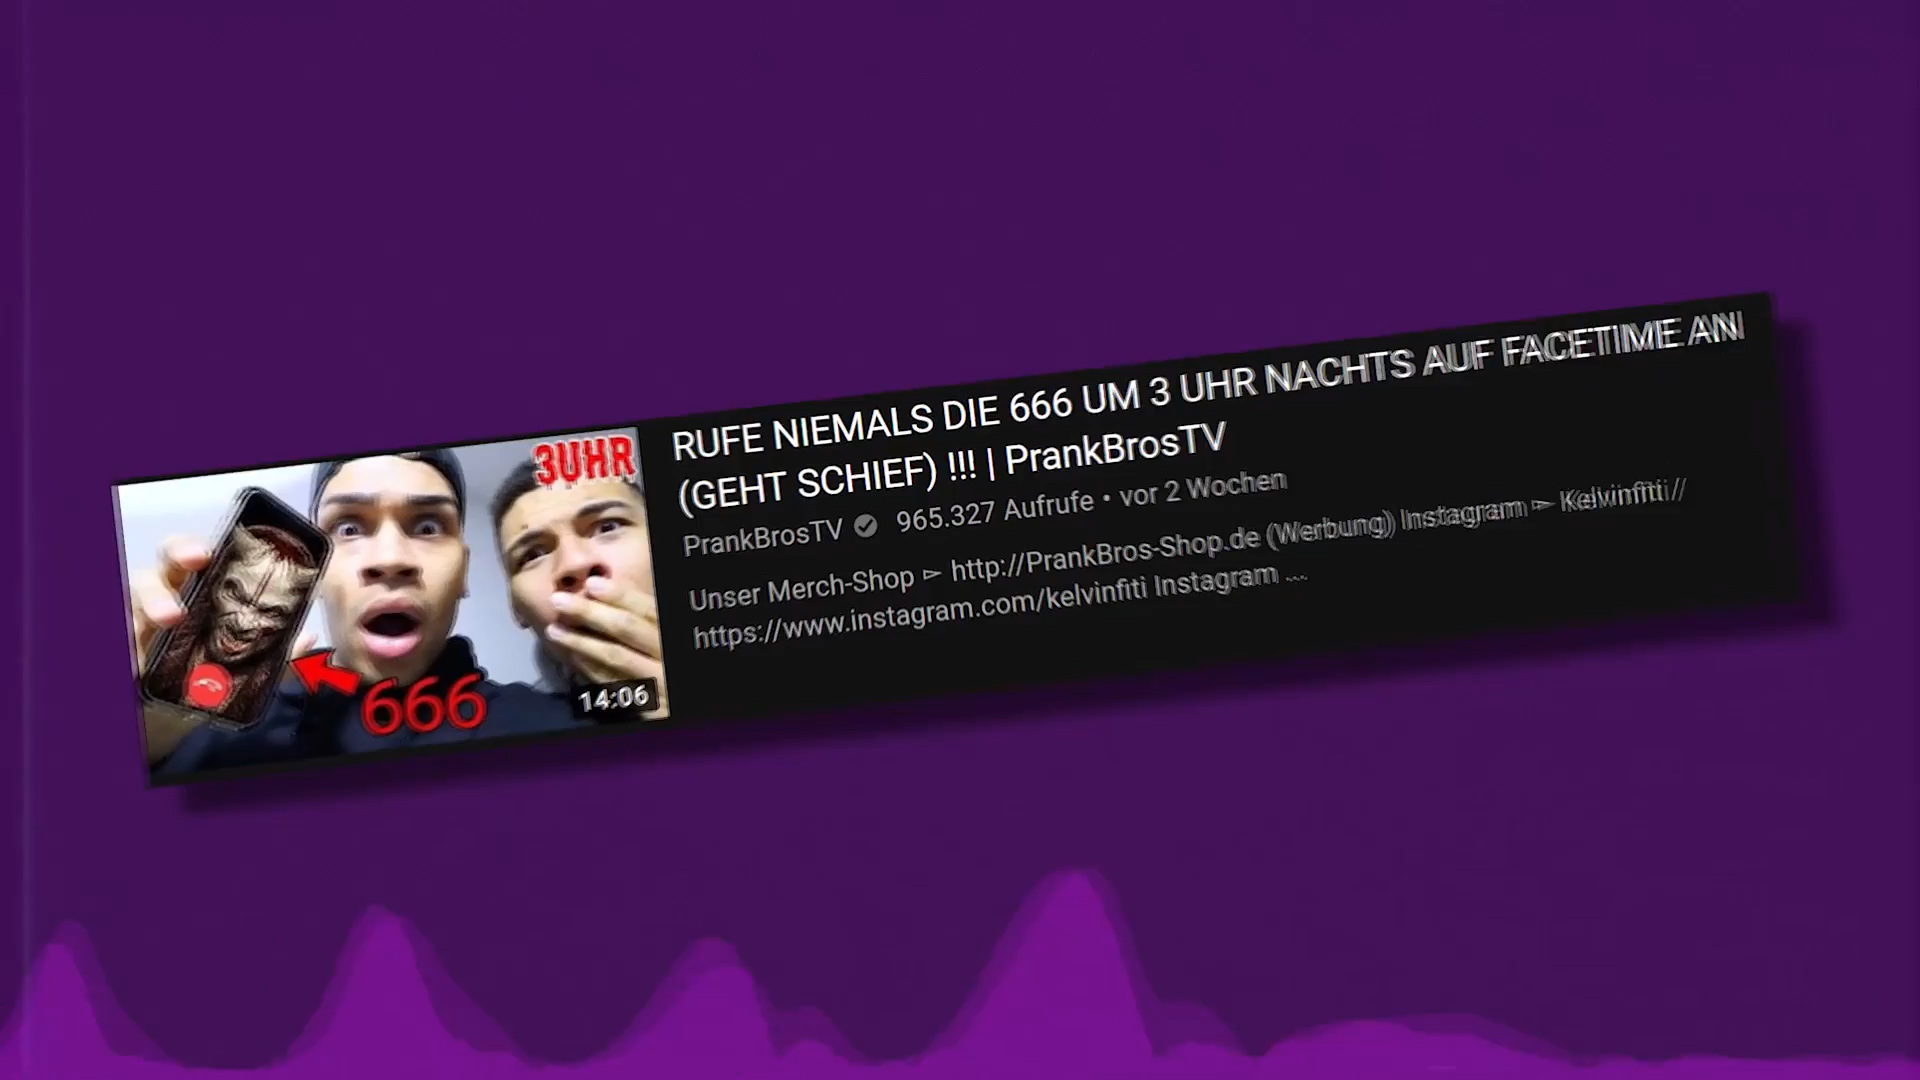 3UHR
666
14:06
RUFE NIEMALS DIE 666 UM 3 UHR NACHTS AUF FACETIME AN
(GEHT SCHIEF) !!! | PrankBrosTV
PrankBrosTV 965.327 Aufrufe • vor 2 Wochen
Unser Merch-Shop ► http://PrankBros-Shop.de (Werbung) Instagram ► Kelvinfiti //
https://www.instagram.com/kelvinfiti Instagram ...